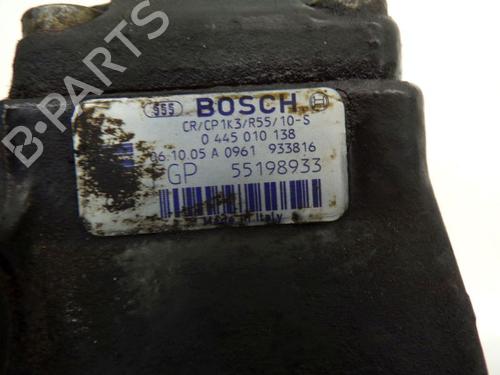 555 BOSCH
CR/CP1K3/R55/10-S
0 445 010 138
06.10.05 A 0961 933816
GP 55198933
Made in Italy
B-PARTS